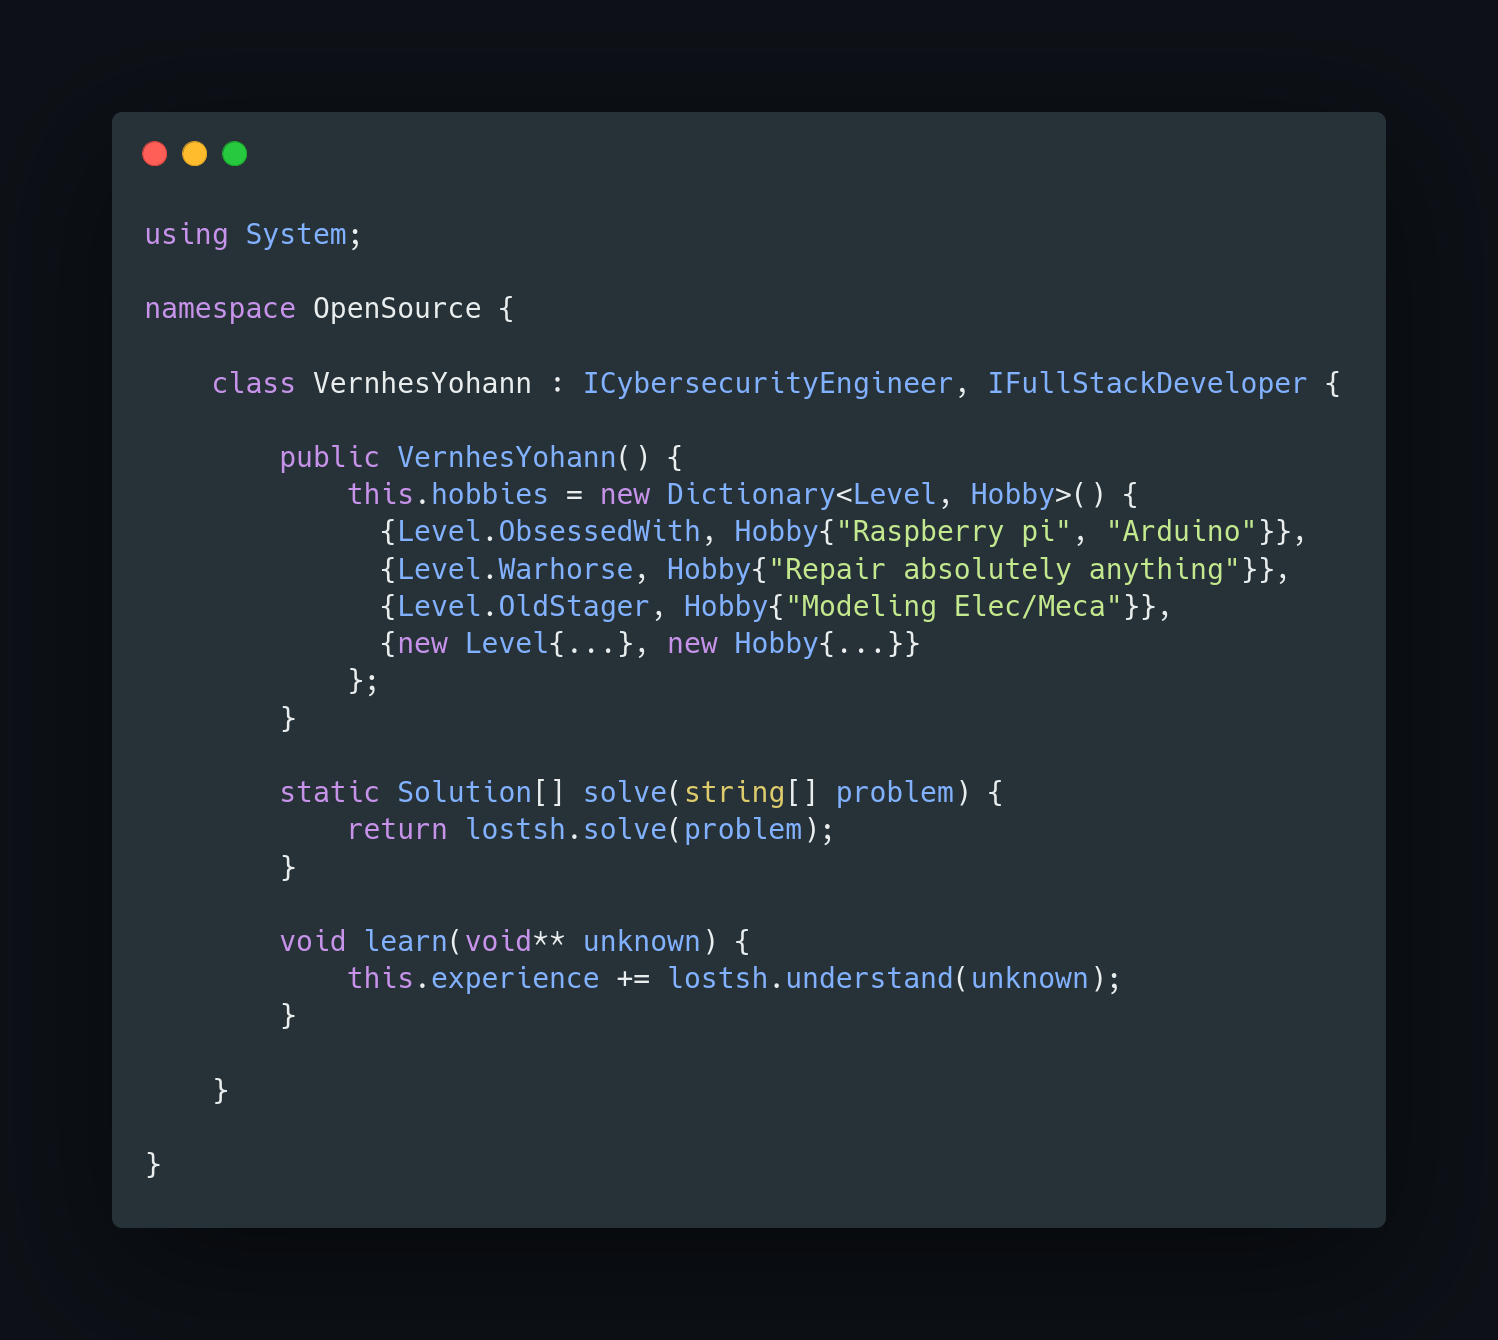 using System;

namespace OpenSource {

    class VernhesYohann : ICybersecurityEngineer, IFullStackDeveloper {

        public VernhesYohann() {
            this.hobbies = new Dictionary<Level, Hobby>() {
              {Level.ObsessedWith, Hobby{"Raspberry pi", "Arduino"}},
              {Level.Warhorse, Hobby{"Repair absolutely anything"}},
              {Level.OldStager, Hobby{"Modeling Elec/Meca"}},
              {new Level{...}, new Hobby{...}}
            };
        }

        static Solution[] solve(string[] problem) {
            return lostsh.solve(problem);
        }

        void learn(void** unknown) {
            this.experience += lostsh.understand(unknown);
        }

    }

}